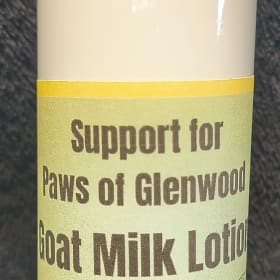 Support for
Paws of Glenwood
Goat Milk Lotion